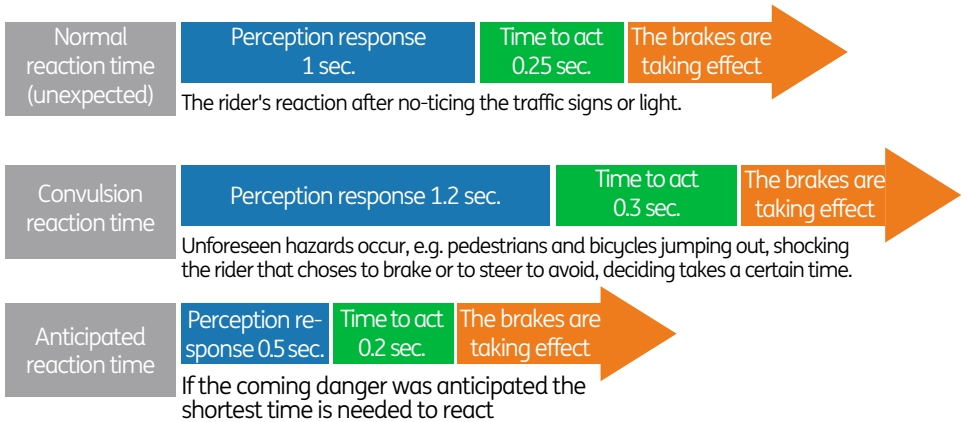 Normal
reaction time
(unexpected)
Perception response
1 sec.
Time to act
0.25 sec.
The brakes are
taking effect
The rider's reaction after no-ticing the traffic signs or light.
Convulsion
reaction time
Perception response 1.2 sec.
Time to act
0.3 sec.
The brakes are
taking effect
Unforeseen hazards occur, e.g. pedestrians and bicycles jumping out, shocking
the rider that choses to brake or to steer to avoid, deciding takes a certain time.
Anticipated
reaction time
Perception re-
sponse 0.5 sec.
Time to act
0.2 sec.
The brakes are
taking effect
If the coming danger was anticipated the
shortest time is needed to react